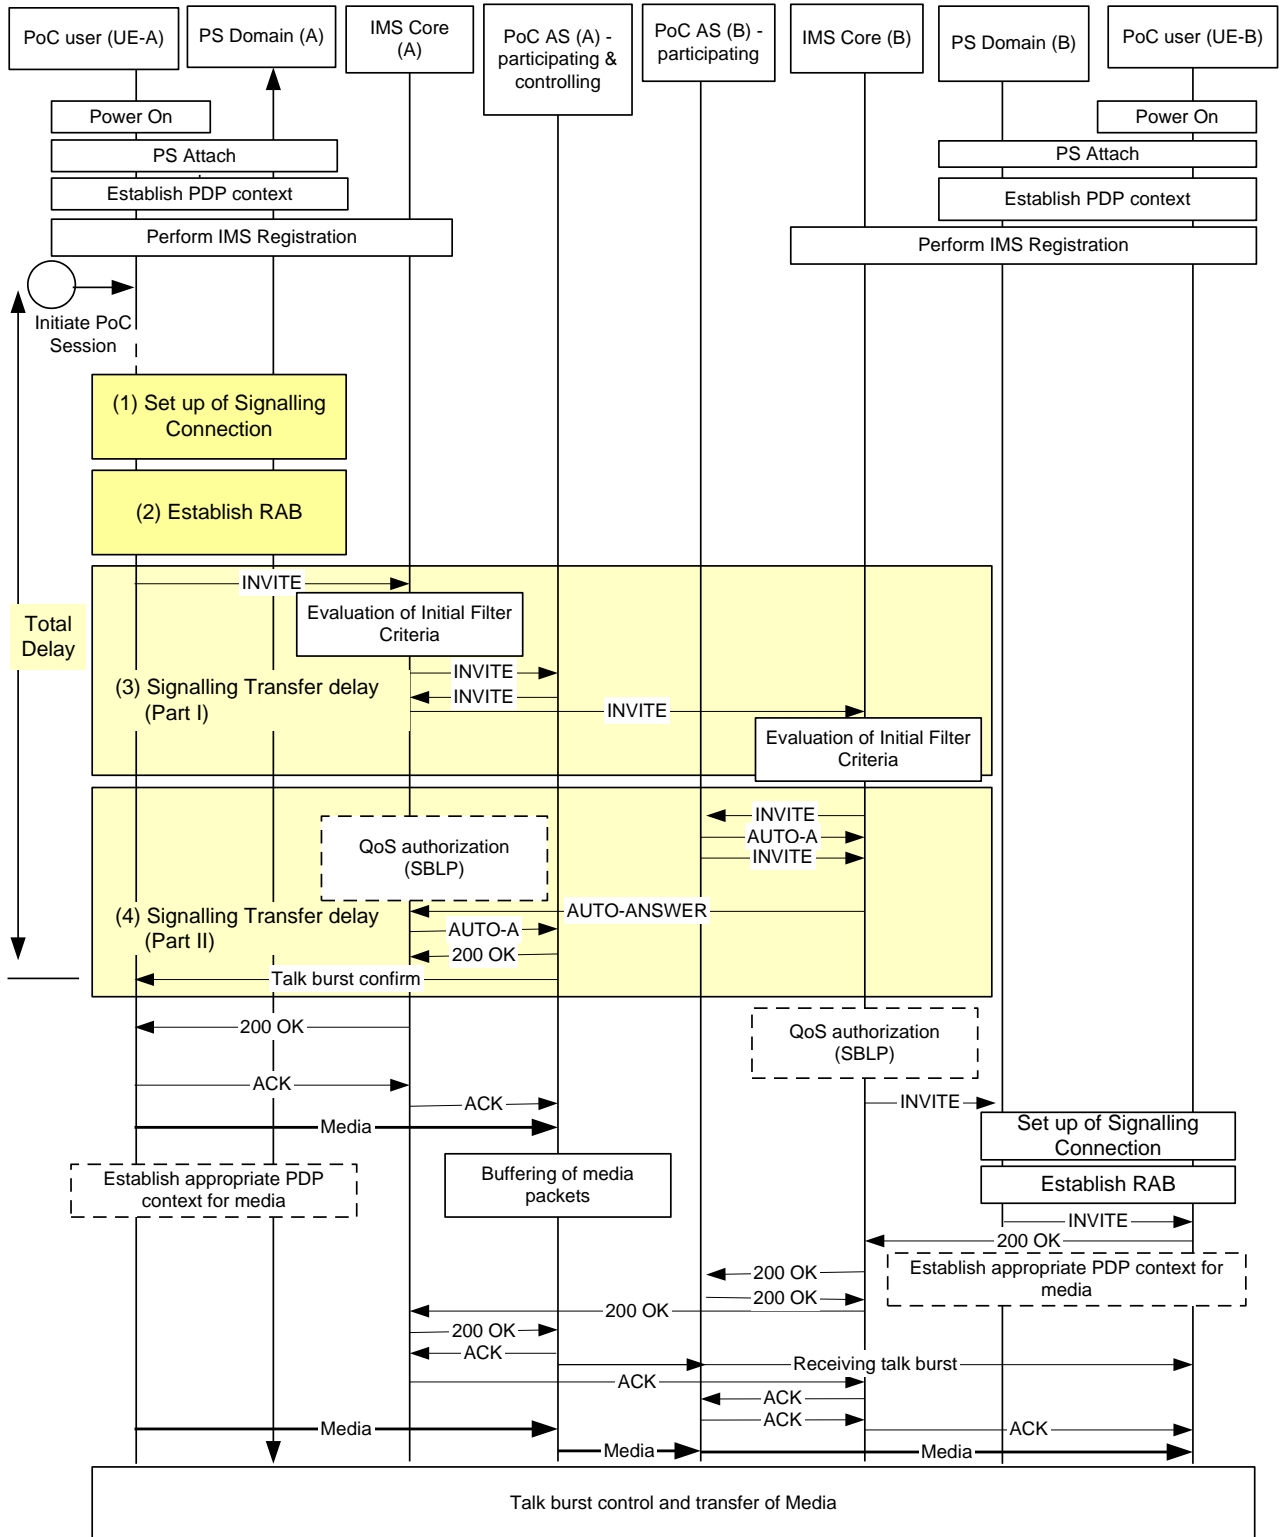 PoC user (UE-A)
PS Domain (A)
IMS Core
(A)
PoC AS (A) -
participating &
controlling
PoC AS (B) -
participating
IMS Core (B)
PS Domain (B)
PoC user (UE-B)
Power On
Power On
PS Attach
PS Attach
Establish PDP context
Establish PDP context
Perform IMS Registration
Perform IMS Registration
Initiate PoC
Session
(1) Set up of Signalling
Connection
(2) Establish RAB
Total
Delay
INVITE
Evaluation of Initial Filter
Criteria
(3) Signalling Transfer delay
(Part I)
INVITE
INVITE
INVITE
Evaluation of Initial Filter
Criteria
INVITE
AUTO-A
INVITE
QoS authorization
(SBLP)
(4) Signalling Transfer delay
(Part II)
AUTO-ANSWER
AUTO-A
200 OK
Talk burst confirm
200 OK
QoS authorization
(SBLP)
ACK
ACK
INVITE
Media
Set up of Signalling
Connection
Establish appropriate PDP
context for media
Buffering of media
packets
Establish RAB
INVITE
200 OK
Establish appropriate PDP context for
media
200 OK
200 OK
200 OK
200 OK
ACK
Receiving talk burst
ACK
ACK
ACK
ACK
Media
Media
Media
Talk burst control and transfer of Media